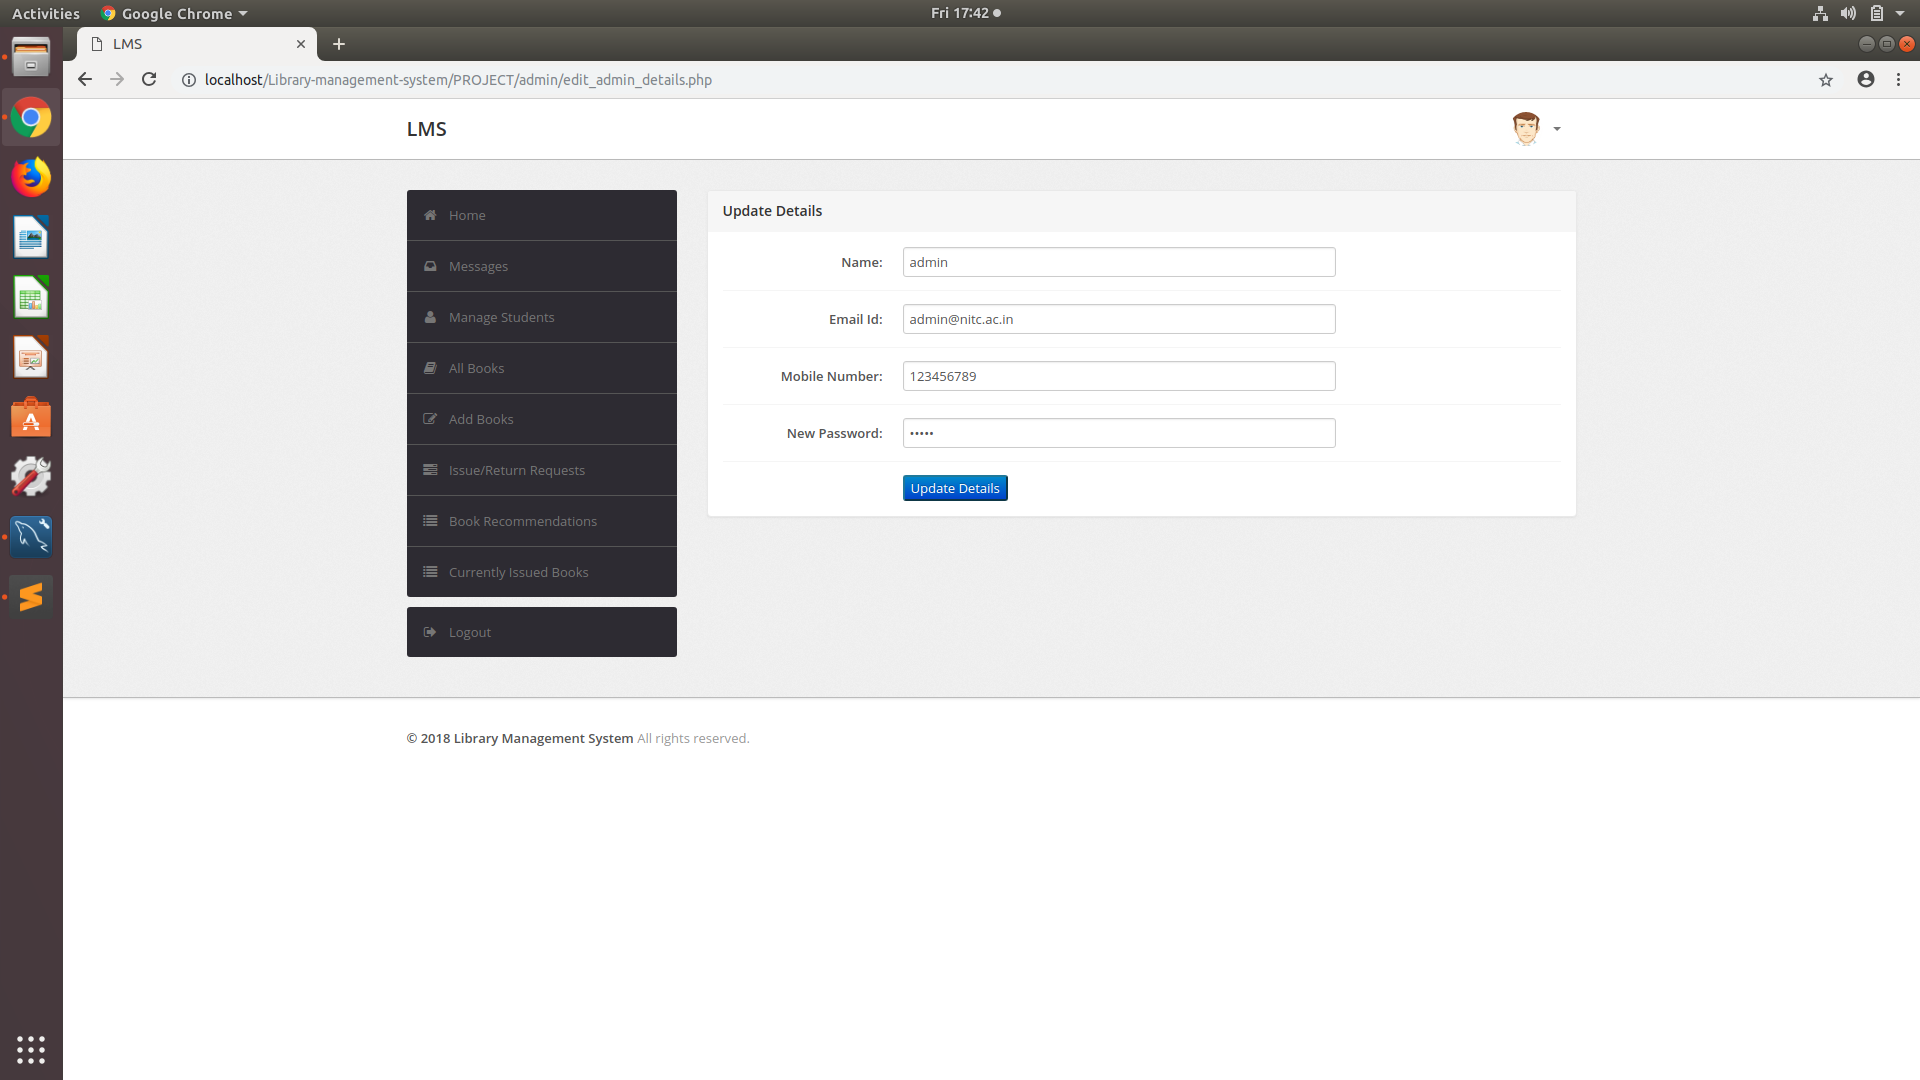 Activities Google Chrome Fri 17:42
LMS
localhost/Library-management-system/PROJECT/admin/edit_admin_details.php
LMS
Home
Messages
Manage Students
All Books
Add Books
Issue/Return Requests
Book Recommendations
Currently Issued Books
Logout
Update Details
Name: admin
Email Id: admin@nitc.ac.in
Mobile Number: 123456789
New Password: •••••
Update Details
© 2018 Library Management System All rights reserved.